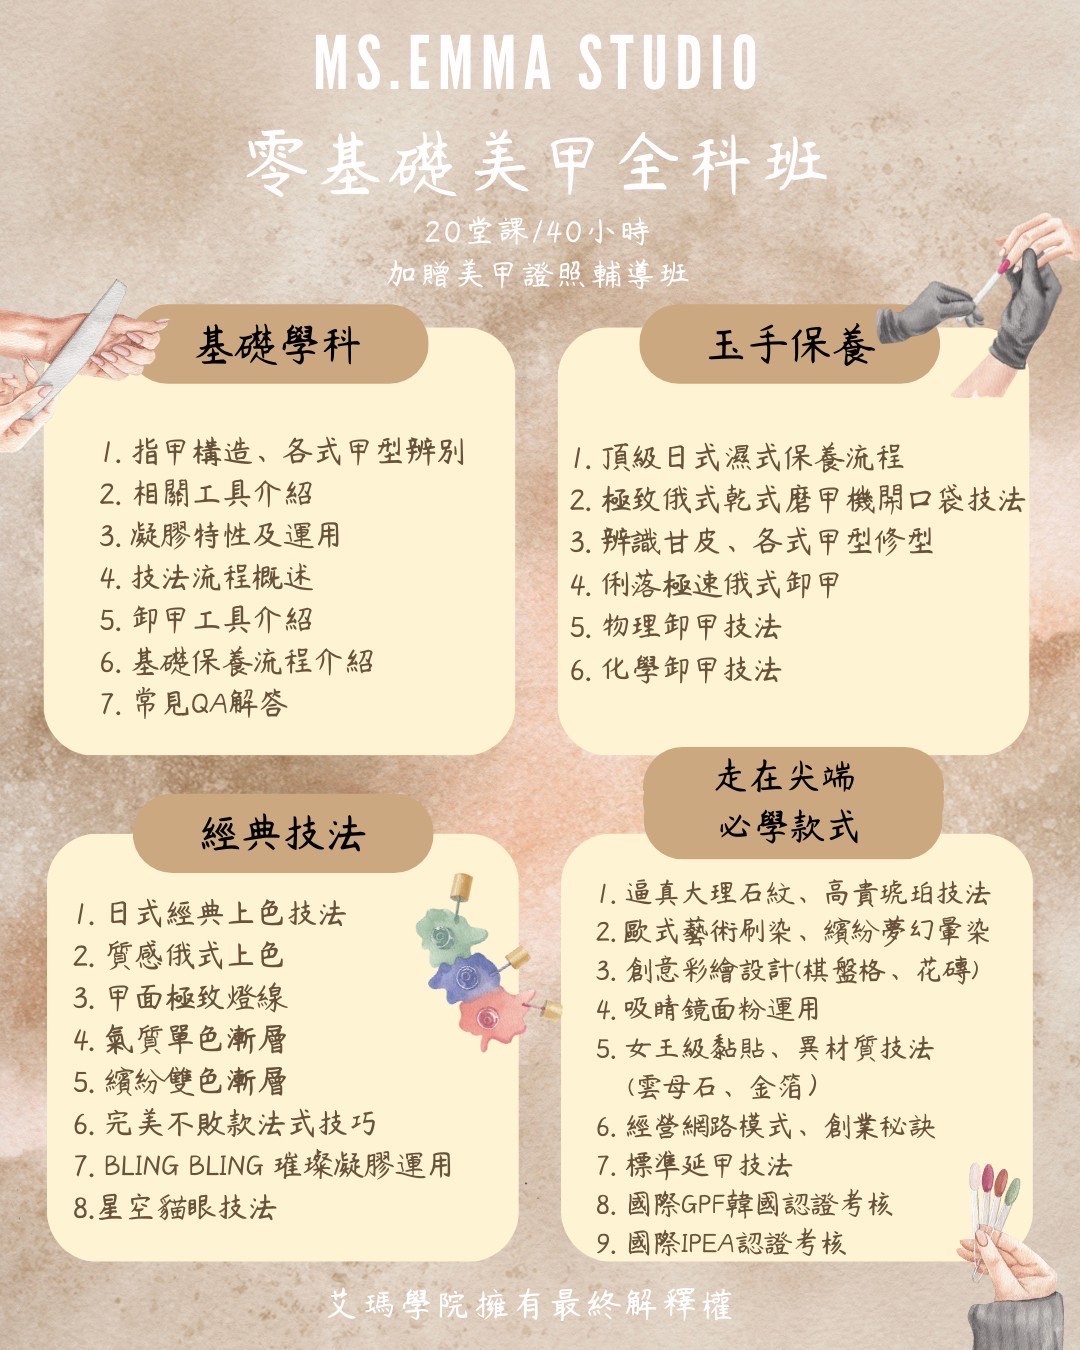 MS.EMMA STUDIO
零基礎美甲全科班
20堂課/40小時
加贈美甲證照輔導班
基礎學科
1. 指甲構造、各式甲型辨別
2. 相關工具介紹
3. 凝膠特性及運用
4. 技法流程概述
5. 卸甲工具介紹
6. 基礎保養流程介紹
7. 常見QA解答
玉手保養
1. 頂級日式濕式保養流程
2. 極致俄式乾式磨甲機開口袋技法
3. 辨識甘皮、各式甲型修型
4. 俐落極速俄式卸甲
5. 物理卸甲技法
6. 化學卸甲技法
經典技法
1. 日式經典上色技法
2. 質感俄式上色
3. 甲面極致燈線
4. 氣質單色漸層
5. 繽紛雙色漸層
6. 完美不敗款法式技巧
7. BLING BLING 璀璨凝膠運用
8.星空貓眼技法
走在尖端
必學款式
1. 逼真大理石紋、高貴琥珀技法
2. 歐式藝術刷染、繽紛夢幻暈染
3. 創意彩繪設計(棋盤格、花磚)
4. 吸睛鏡面粉運用
5. 女王級黏貼、異材質技法
(雲母石、金箔)
6. 經營網路模式、創業秘訣
7. 標準延甲技法
8. 國際GPF韓國認證考核
9. 國際IPEA認證考核
艾瑪學院擁有最終解釋權